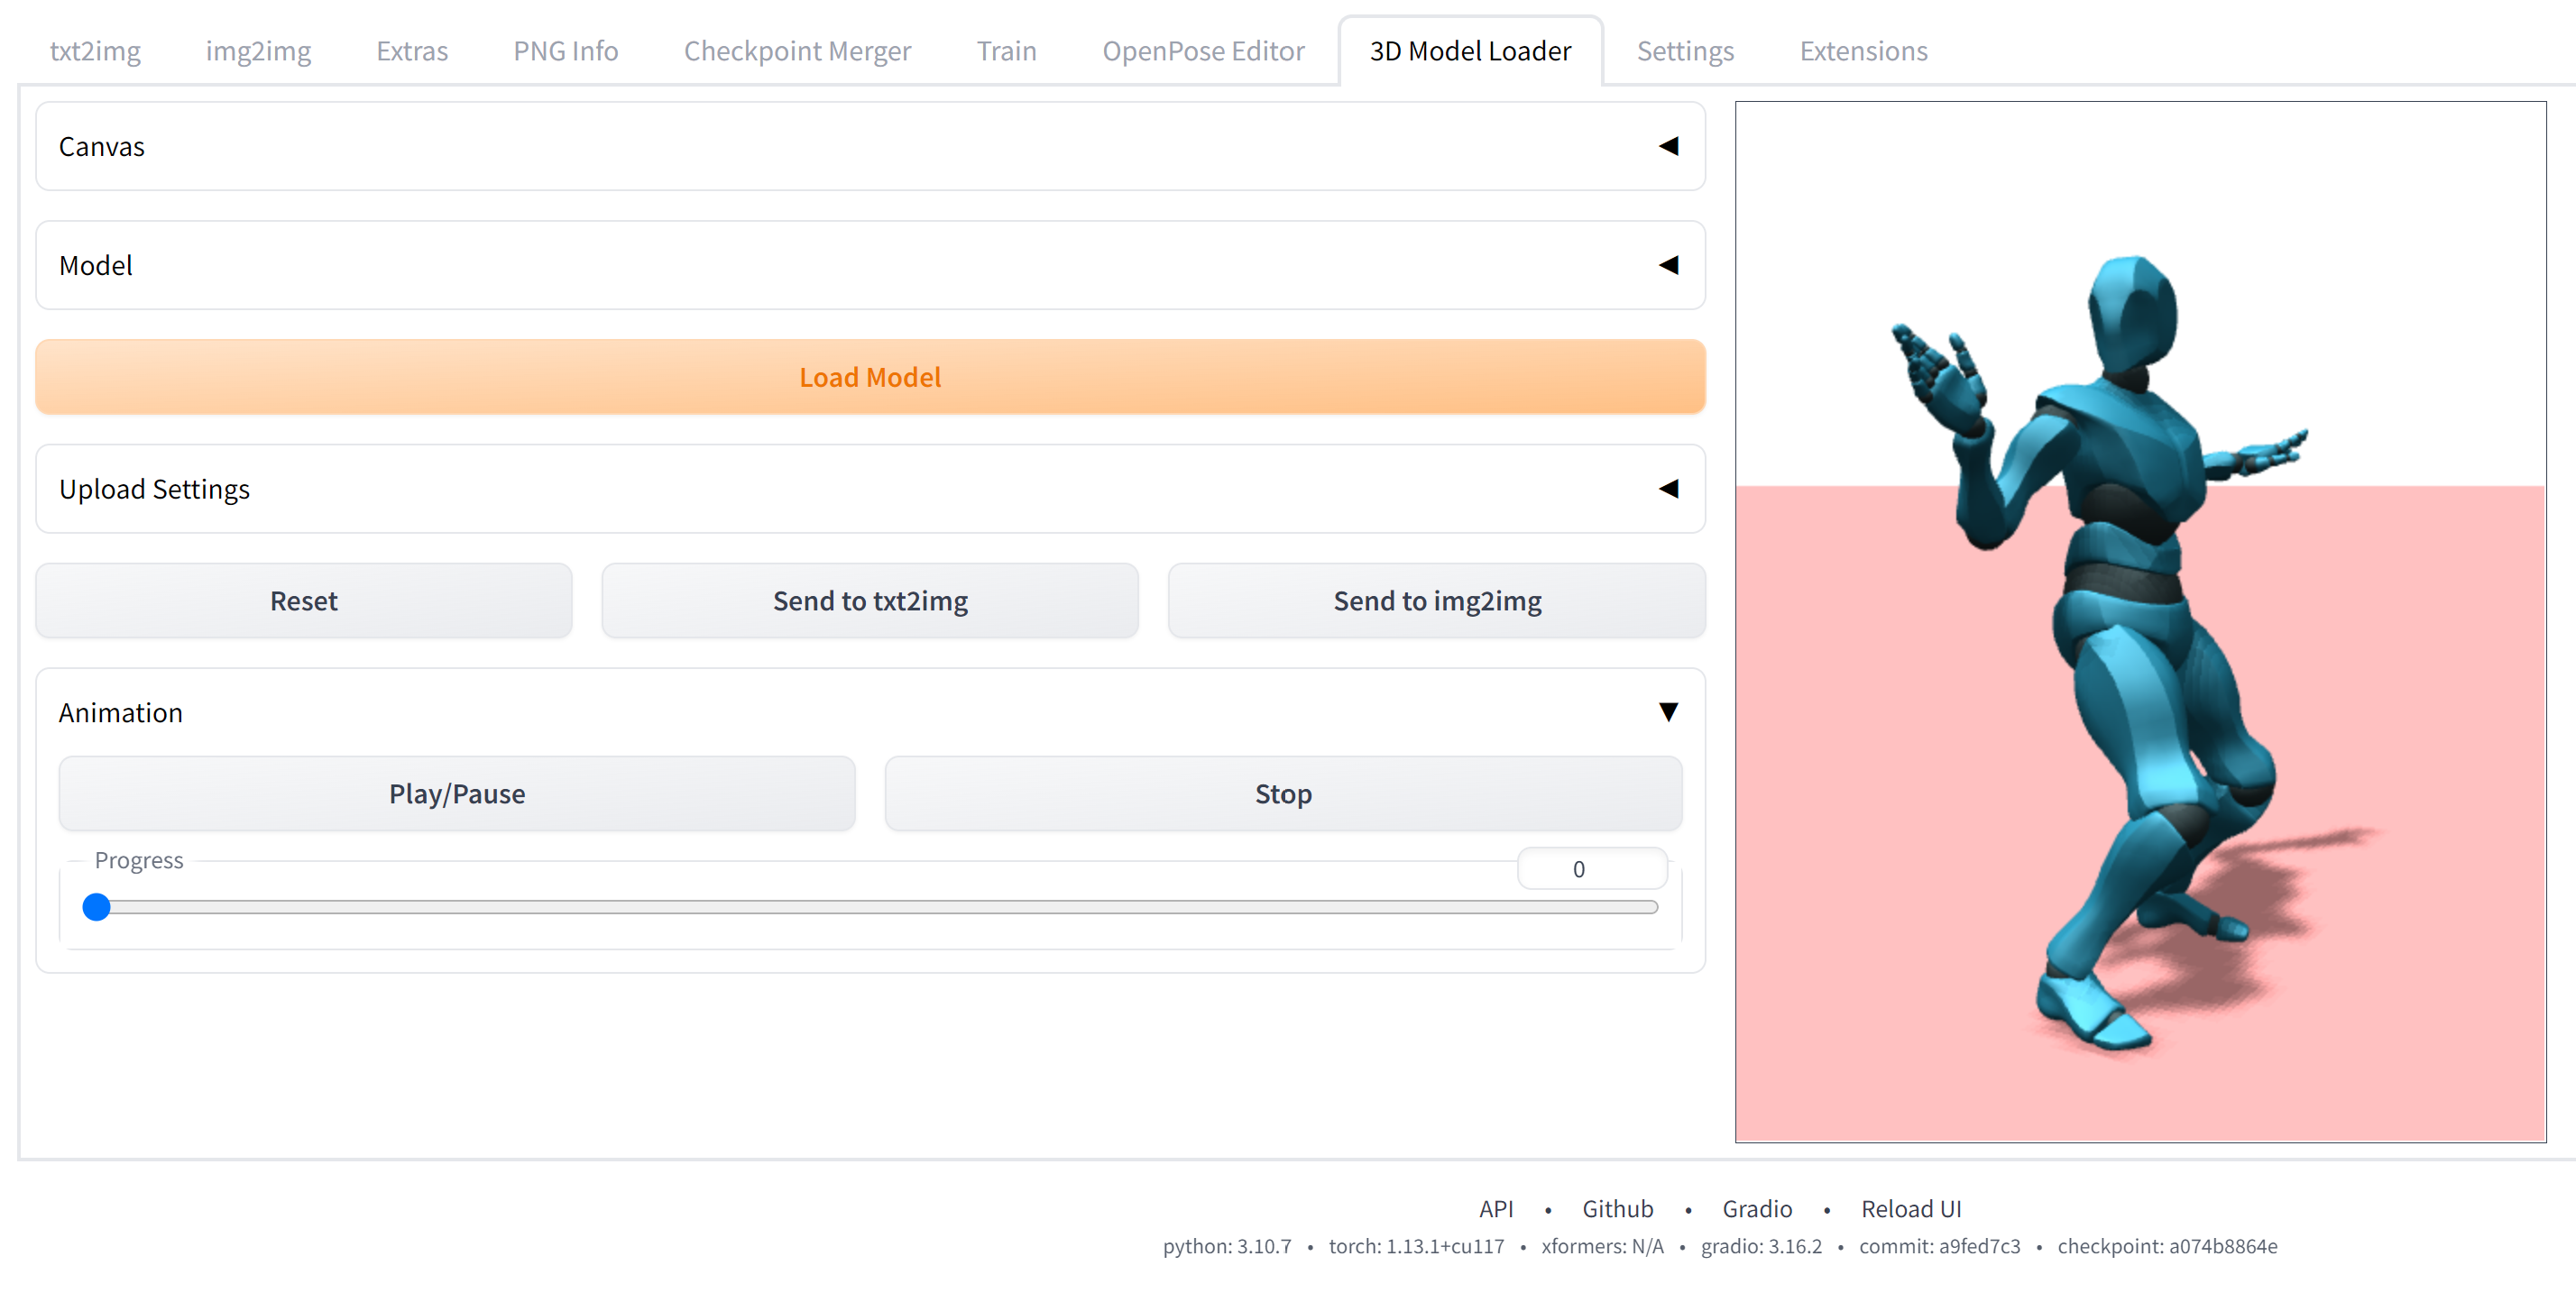 txt2img img2img Extras PNG Info Checkpoint Merger Train OpenPose Editor 3D Model Loader Settings Extensions
Canvas
Model
Load Model
Upload Settings
Reset Send to txt2img Send to img2img
Animation
Play/Pause Stop
Progress 0
API • Github • Gradio • Reload UI
python: 3.10.7 • torch: 1.13.1+cu117 • xformers: N/A • gradio: 3.16.2 • commit: a9fed7c3 • checkpoint: a074b8864e